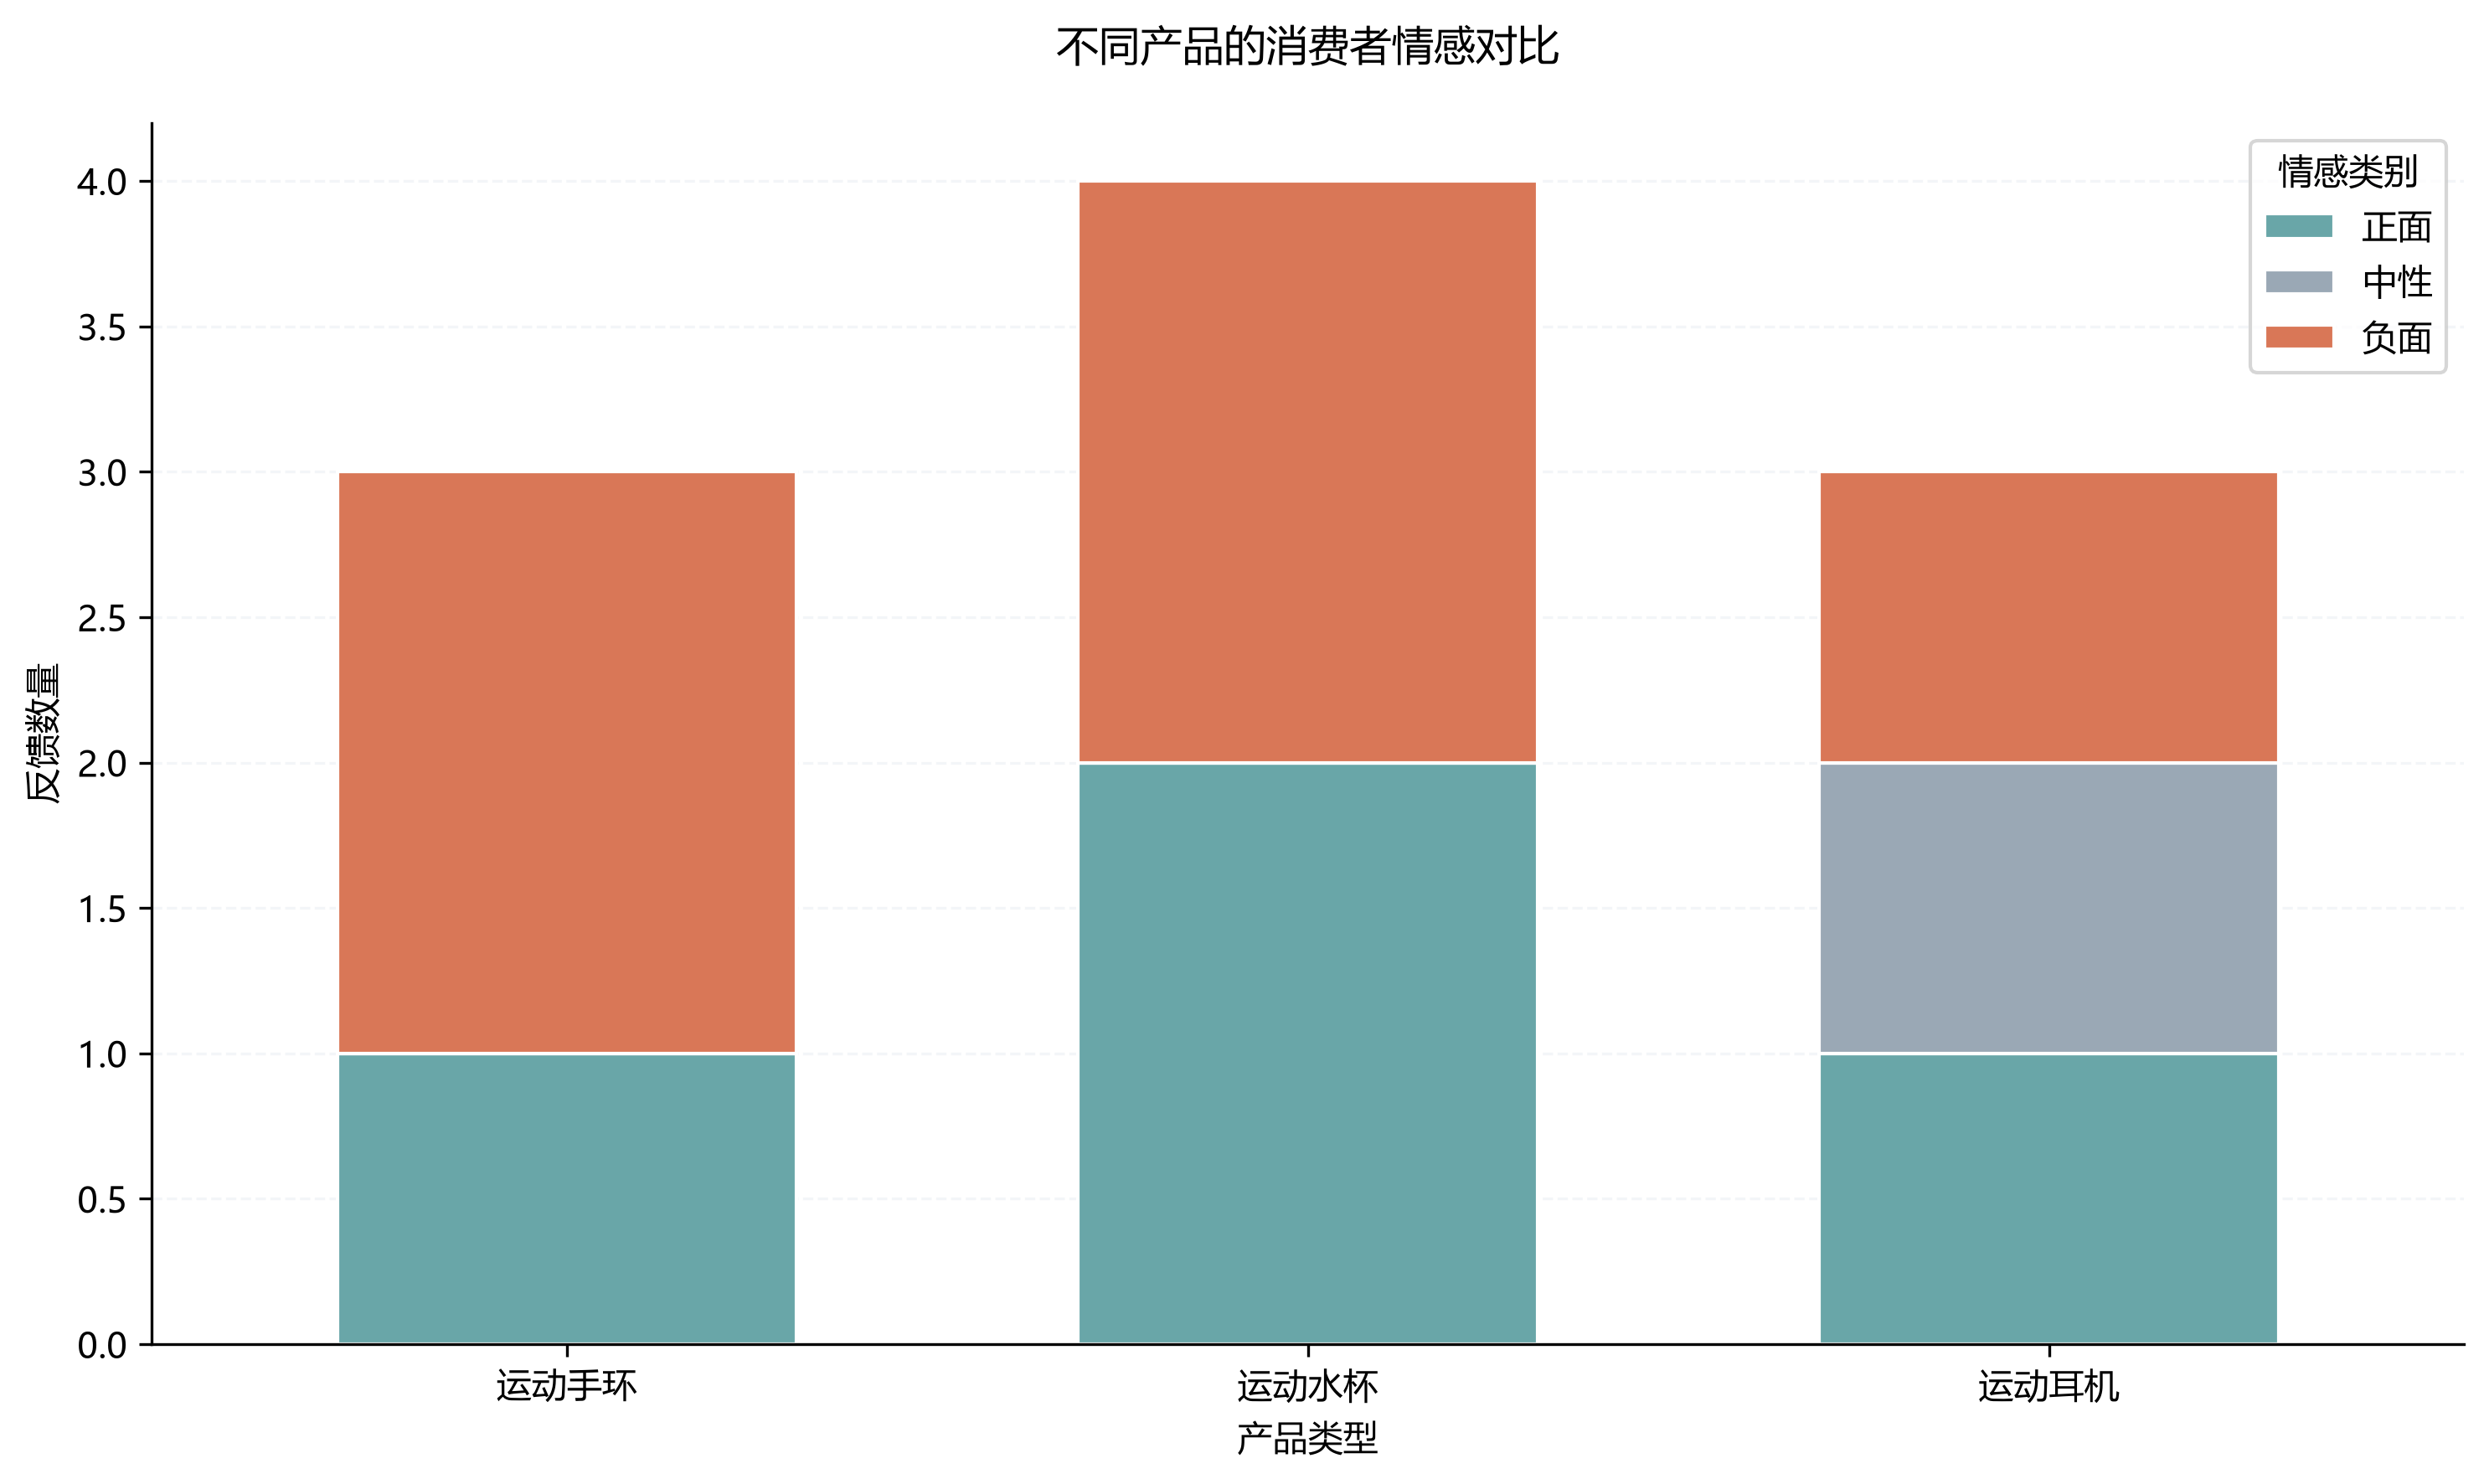 不同产品的消费者情感对比
情感类别
正面
中性
负面
反馈数量
4.0
3.5
3.0
2.5
2.0
1.5
1.0
0.5
0.0
运动手环
运动水杯
运动耳机
产品类型